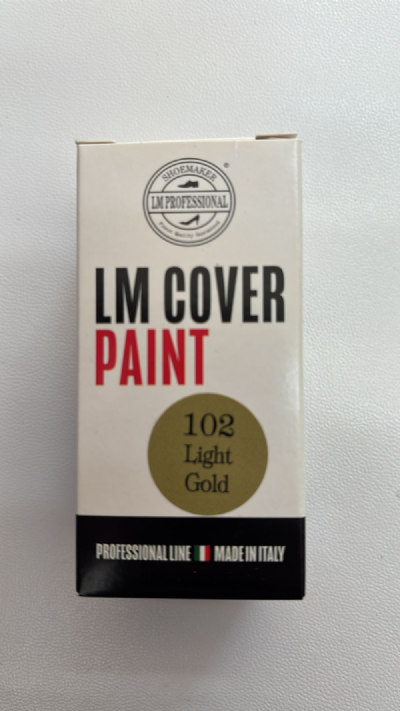 SHOEMAKER
®
LM PROFESSIONAL
LM COVER
PAINT
102
Light
Gold
PROFESSIONAL LINE MADE IN ITALY